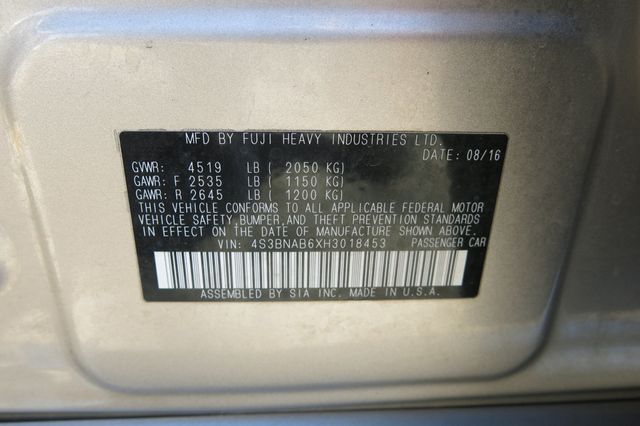 MFD BY FUJI HEAVY INDUSTRIES LTD.
DATE: 08/16
GVWR: 4519 LB ( 2050 KG)
GAWR: F 2535 LB ( 1150 KG)
GAWR: R 2645 LB ( 1200 KG)
THIS VEHICLE CONFORMS TO ALL APPLICABLE FEDERAL MOTOR
VEHICLE SAFETY, BUMPER, AND THEFT PREVENTION STANDARDS
IN EFFECT ON THE DATE OF MANUFACTURE SHOWN ABOVE.
VIN: 4S3BNAB6XH3018453 PASSENGER CAR
ASSEMBLED BY SIA INC. MADE IN U.S.A.